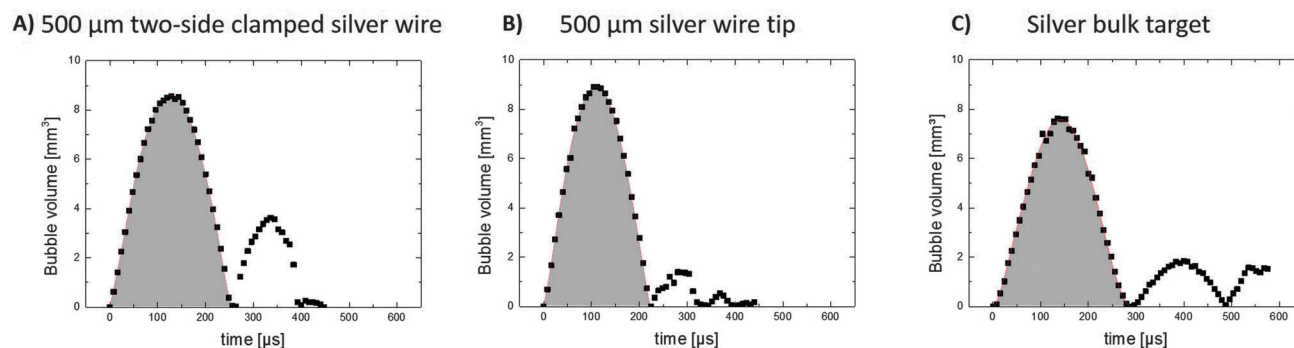 A) 500 µm two-side clamped silver wire
B) 500 µm silver wire tip
C) Silver bulk target
Bubble volume [mm³]
10
8
6
4
2
0
0 100 200 300 400 500 600
time [µs]
Bubble volume [mm³]
10
8
6
4
2
0
0 100 200 300 400 500 600
time [µs]
Bubble volume [mm³]
10
8
6
4
2
0
0 100 200 300 400 500 600
time [µs]